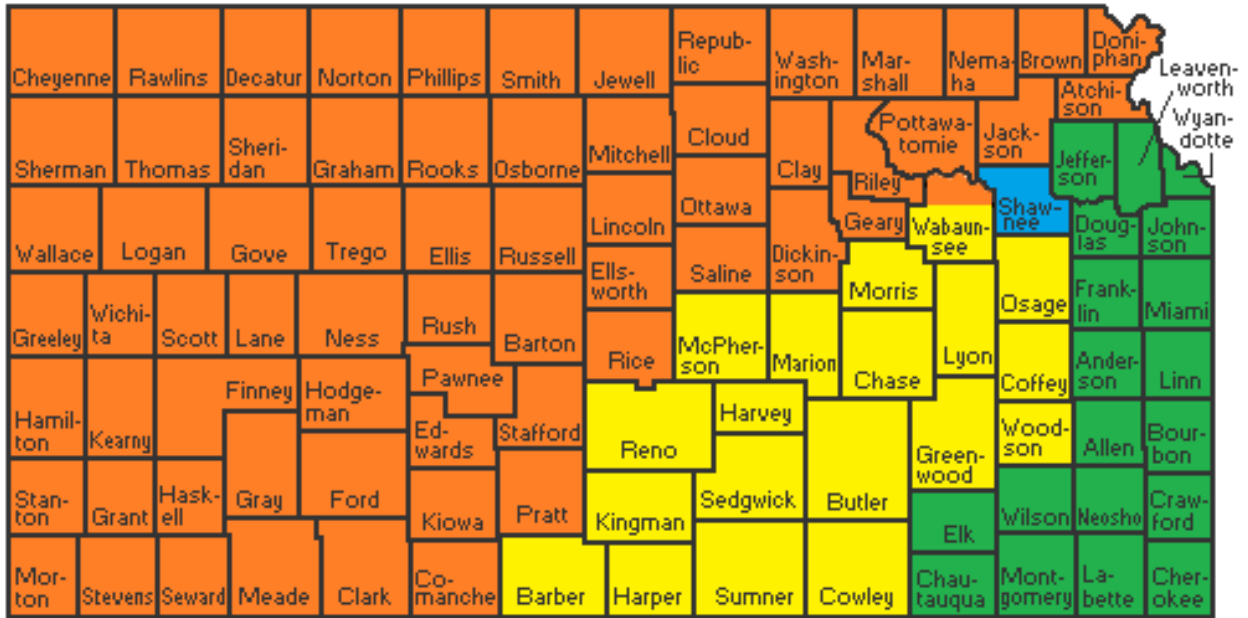 Cheyenne
Rawlins
Decatur
Norton
Phillips
Smith
Jewell
Repub-
lic
Wash-
ington
Mar-
shall
Nema-
ha
Brown
Doni-
phan
Leaven-
worth
Wyan-
dotte
Sherman
Thomas
Sheri-
dan
Graham
Rooks
Osborne
Mitchell
Cloud
Clay
Riley
Pottawa-
tomie
Jack-
son
Atchi-
son
Jeffer-
son
Wallace
Logan
Gove
Trego
Ellis
Russell
Lincoln
Ottawa
Ells-
worth
Saline
Dickin-
son
Geary
Wabaun-
see
Shaw-
nee
Doug-
las
John-
son
Greeley
Wichi-
ta
Scott
Lane
Ness
Rush
Barton
Rice
McPher-
son
Marion
Morris
Chase
Lyon
Osage
Coffey
Frank-
lin
Miami
Ander-
son
Linn
Hamil-
ton
Kearny
Finney
Hodge-
man
Pawnee
Ed-
wards
Stafford
Reno
Harvey
Sedgwick
Butler
Green-
wood
Wood-
son
Allen
Bour-
bon
Stan-
ton
Grant
Hask-
ell
Gray
Ford
Kiowa
Pratt
Kingman
Elk
Wilson
Neosho
Craw-
ford
Mor-
ton
Stevens
Seward
Meade
Clark
Co-
manche
Barber
Harper
Sumner
Cowley
Chau-
tauqua
Mont-
gomery
La-
bette
Cher-
okee